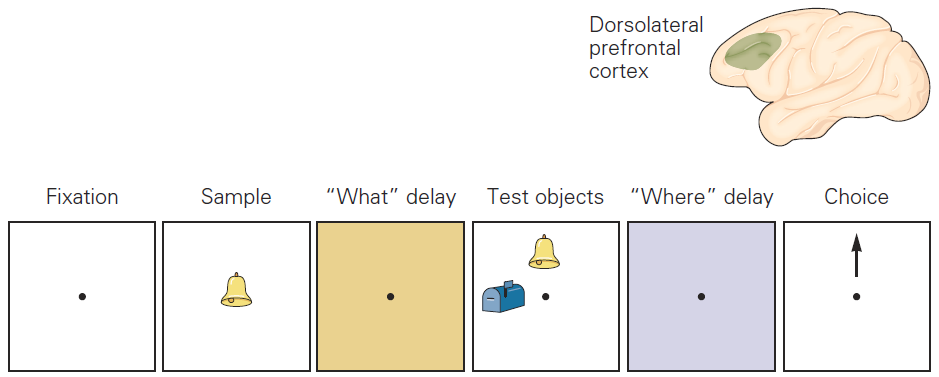 Dorsolateral
prefrontal
cortex
Fixation
Sample
“What” delay
Test objects
“Where” delay
Choice